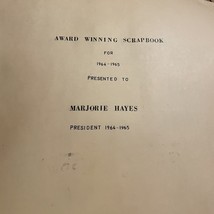 AWARD WINNING SCRAPBOOK
FOR
1964-1965
PRESENTED TO
MARJORIE HAYES
PRESIDENT 1964-1965